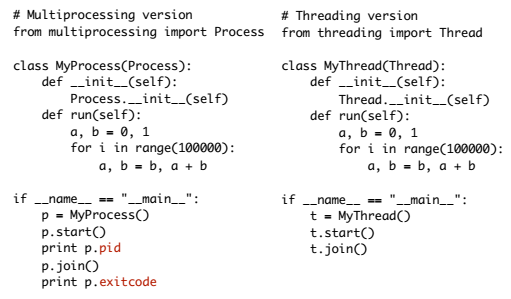 # Multiprocessing version
from multiprocessing import Process

class MyProcess(Process):
    def __init__(self):
        Process.__init__(self)
    def run(self):
        a, b = 0, 1
        for i in range(100000):
            a, b = b, a + b

if __name__ == "__main__":
    p = MyProcess()
    p.start()
    print p.pid
    p.join()
    print p.exitcode

# Threading version
from threading import Thread

class MyThread(Thread):
    def __init__(self):
        Thread.__init__(self)
    def run(self):
        a, b = 0, 1
        for i in range(100000):
            a, b = b, a + b

if __name__ == "__main__":
    t = MyThread()
    t.start()
    t.join()